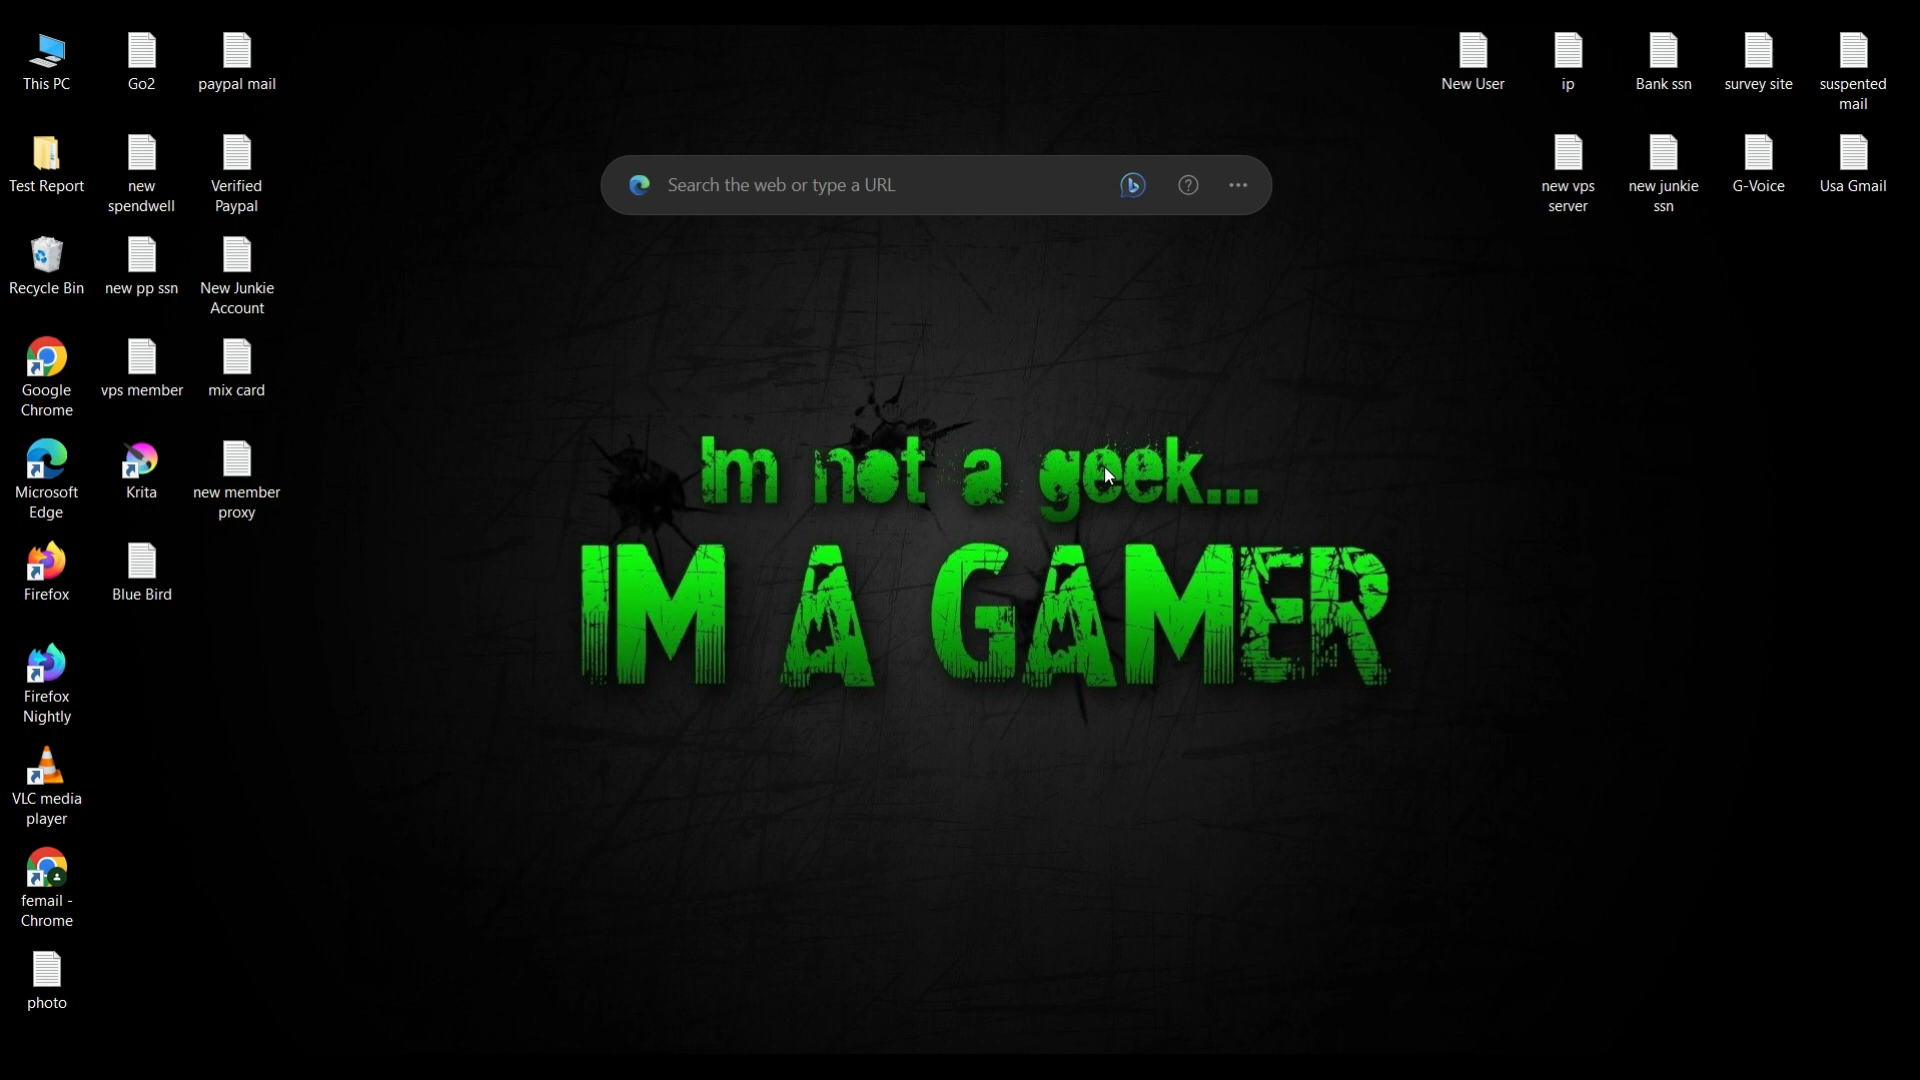 This PC
Go2
paypal mail
New User
ip
Bank ssn
survey site
suspented
mail
Search the web or type a URL
Test Report
new
spendwell
Verified
Paypal
new vps
server
new junkie
ssn
G-Voice
Usa Gmail
Recycle Bin
new pp ssn
New Junkie
Account
Google
Chrome
vps member
mix card
Im not a geek...
IM A GAMER
Microsoft
Edge
Krita
new member
proxy
Firefox
Blue Bird
Firefox
Nightly
VLC media
player
femail -
Chrome
photo